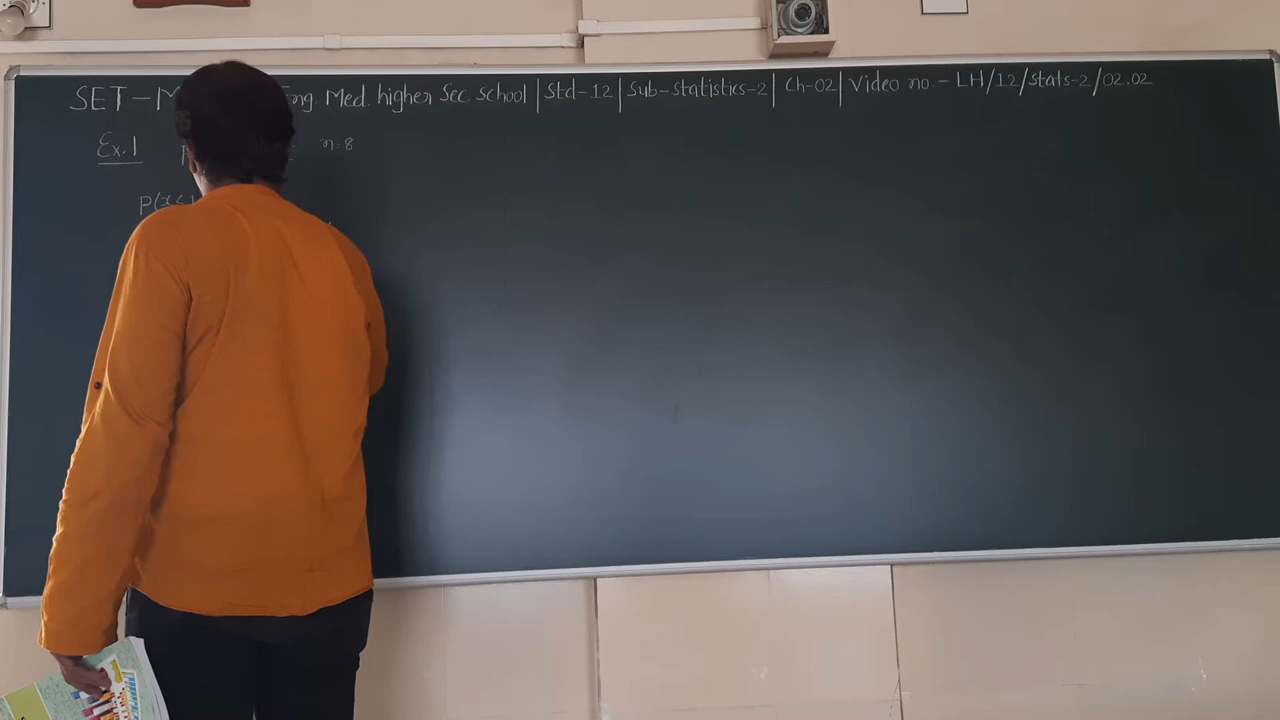 SET-M Eng. Med. higher Sec. School | Std-12 | Sub-statistics-2 | Ch-02 | Video no.- LH/12/Stats-2/02.02
Ex.1 n=8
P(x<